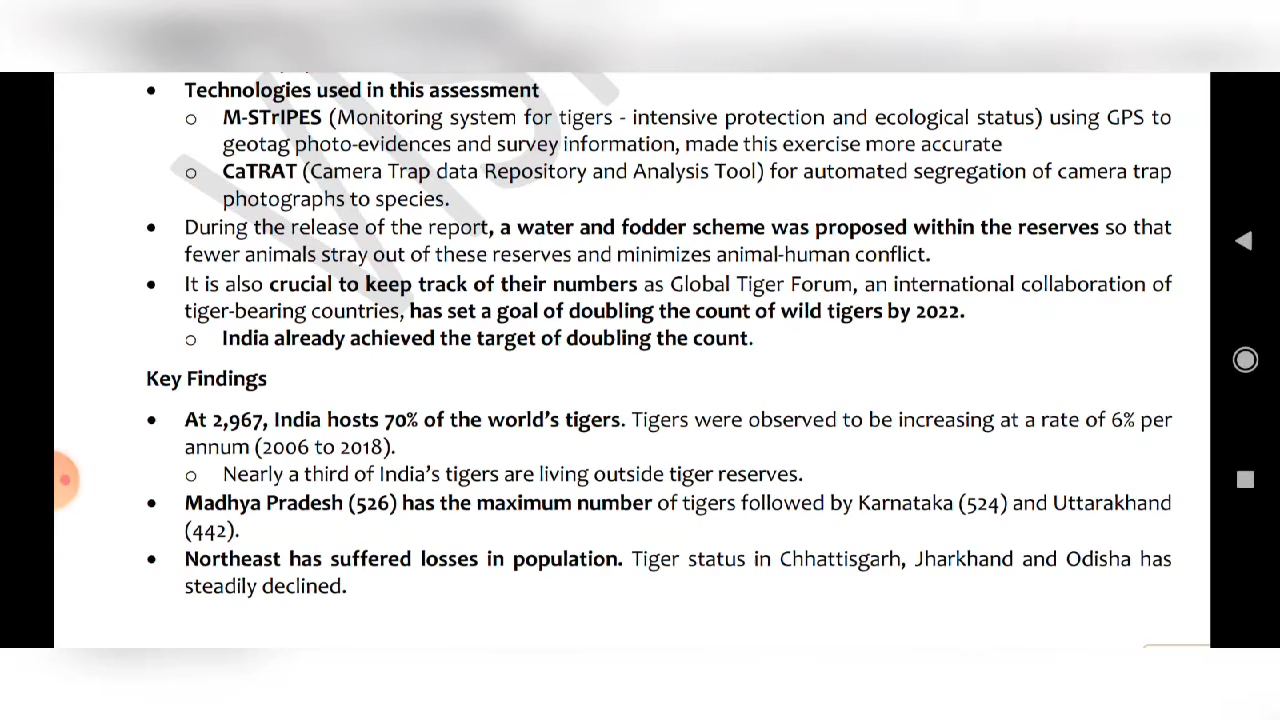 • Technologies used in this assessment
o M-STrIPES (Monitoring system for tigers - intensive protection and ecological status) using GPS to
geotag photo-evidences and survey information, made this exercise more accurate
o CaTRAT (Camera Trap data Repository and Analysis Tool) for automated segregation of camera trap
photographs to species.
• During the release of the report, a water and fodder scheme was proposed within the reserves so that
fewer animals stray out of these reserves and minimizes animal-human conflict.
• It is also crucial to keep track of their numbers as Global Tiger Forum, an international collaboration of
tiger-bearing countries, has set a goal of doubling the count of wild tigers by 2022.
o India already achieved the target of doubling the count.
Key Findings
• At 2,967, India hosts 70% of the world's tigers. Tigers were observed to be increasing at a rate of 6% per
annum (2006 to 2018).
o Nearly a third of India's tigers are living outside tiger reserves.
• Madhya Pradesh (526) has the maximum number of tigers followed by Karnataka (524) and Uttarakhand
(442).
• Northeast has suffered losses in population. Tiger status in Chhattisgarh, Jharkhand and Odisha has
steadily declined.